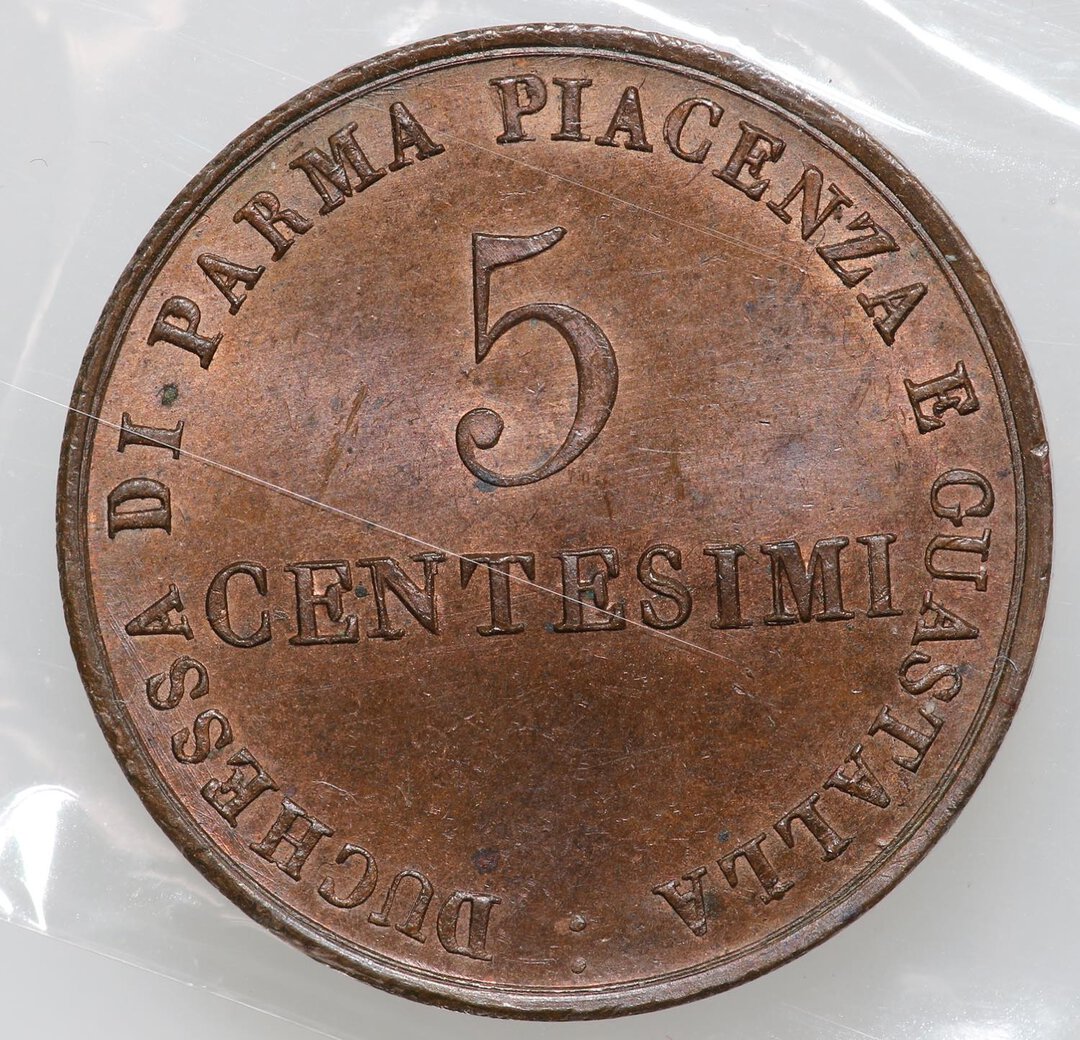 DUCHESSA DI PARMA PIACENZA E GUASTALLA :
5
CENTESIMI